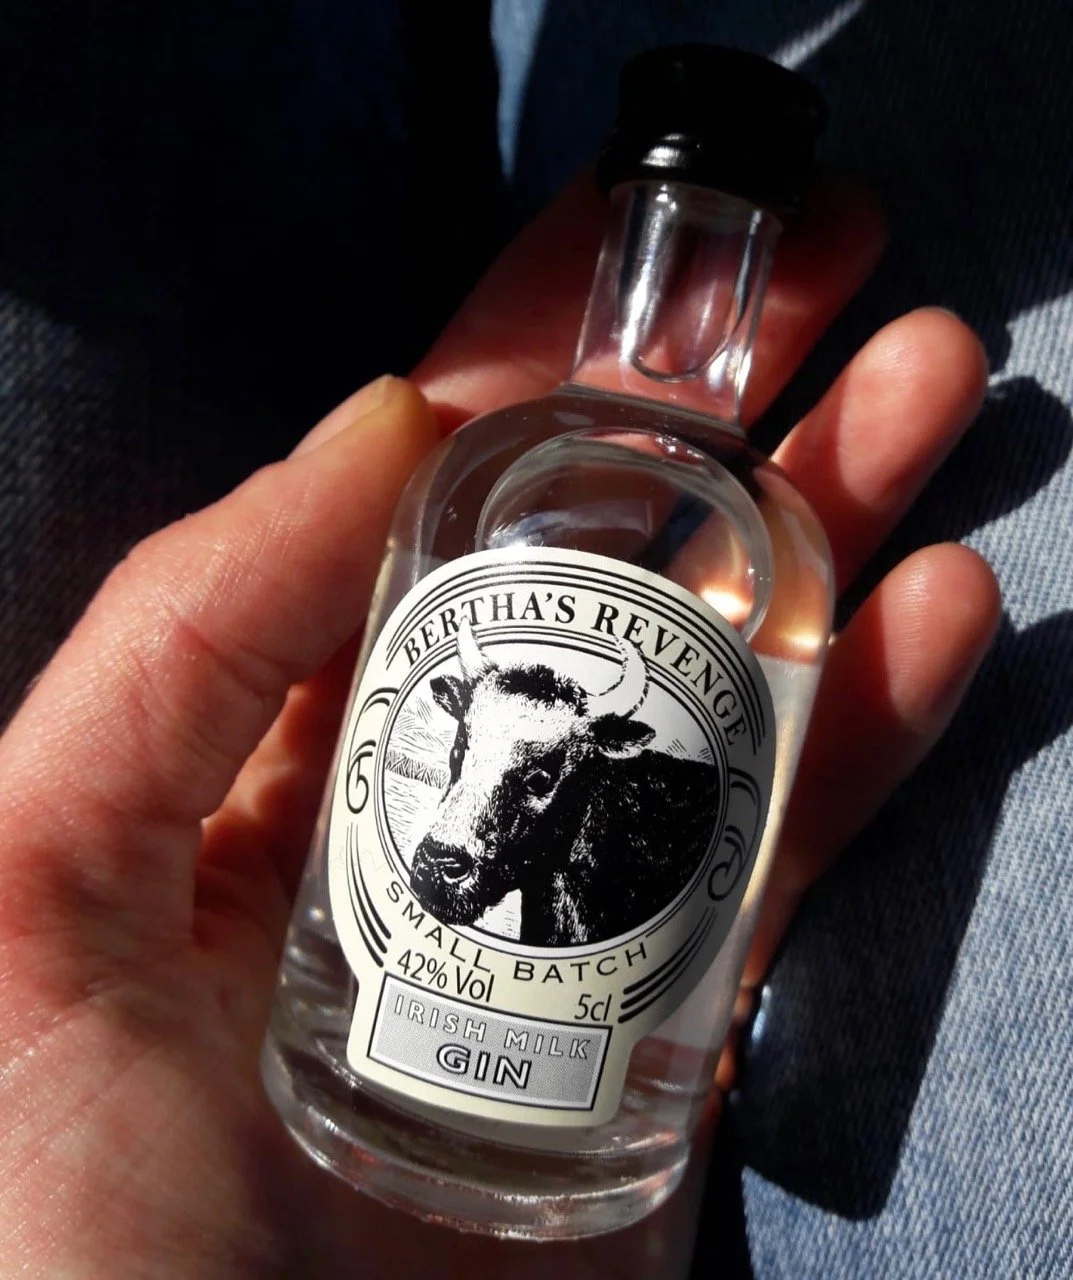 BERTHA'S REVENGE
SMALL BATCH
42% Vol
5cl
IRISH MILK
GIN